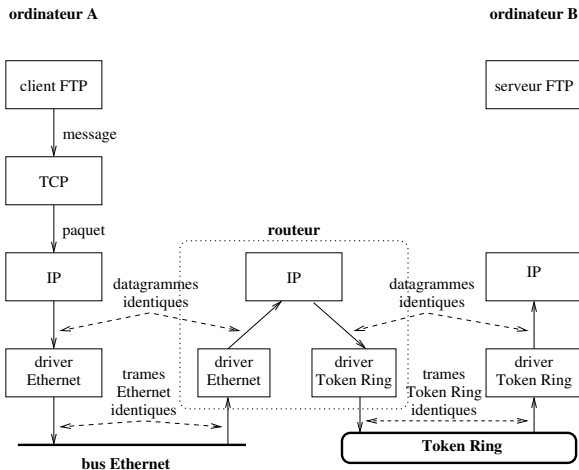 ordinateur A
ordinateur B
client FTP
serveur FTP
message
TCP
paquet
routeur
IP
IP
IP
datagrammes
identiques
datagrammes
identiques
driver
Ethernet
trames
Ethernet
identiques
driver
Ethernet
driver
Token Ring
trames
Token Ring
identiques
driver
Token Ring
bus Ethernet
Token Ring